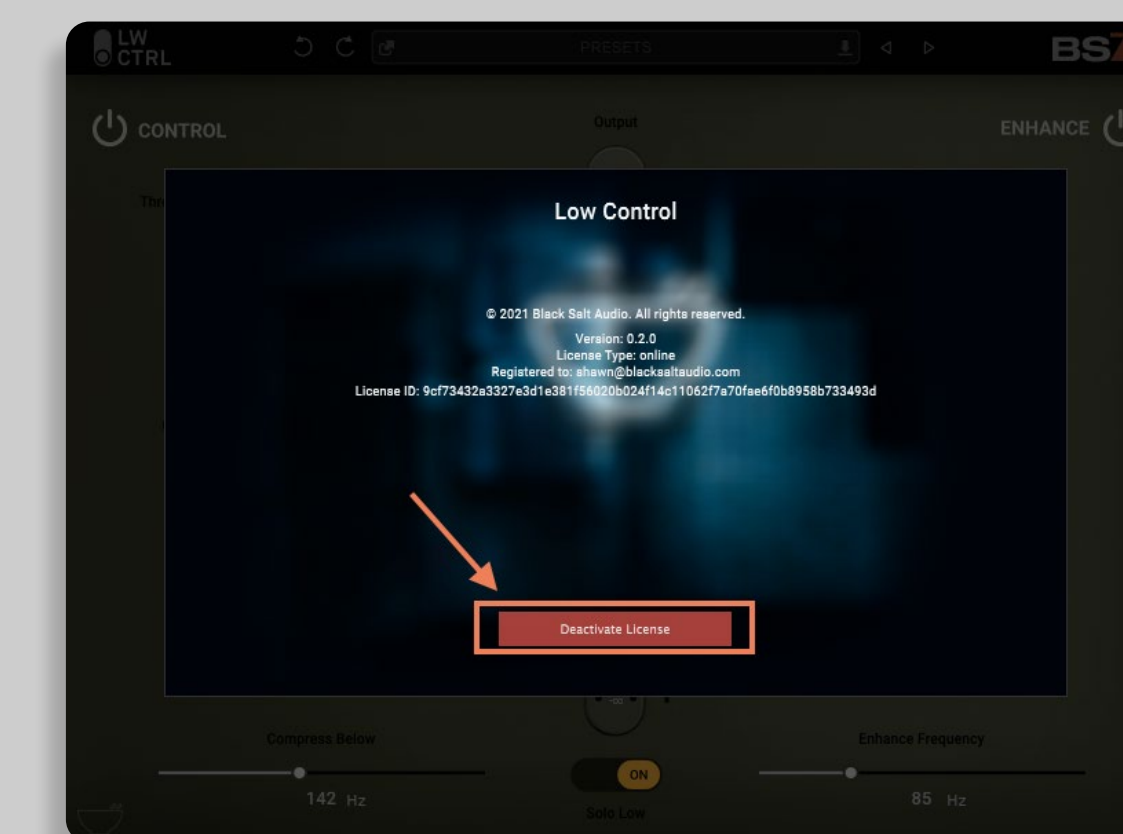 LW
CTRL
PRESETS
BS
CONTROL
Output
ENHANCE
Low Control
© 2021 Black Salt Audio. All rights reserved.
Version: 0.2.0
License Type: online
Registered to: shawn@blacksaltaudio.com
License ID: 9cf73432a3327e3d1e381f56020b024f14c11062f7a70fae6f0b8958b733493d
Deactivate License
-∞
Compress Below
Enhance Frequency
ON
142 Hz
85 Hz
Solo Low